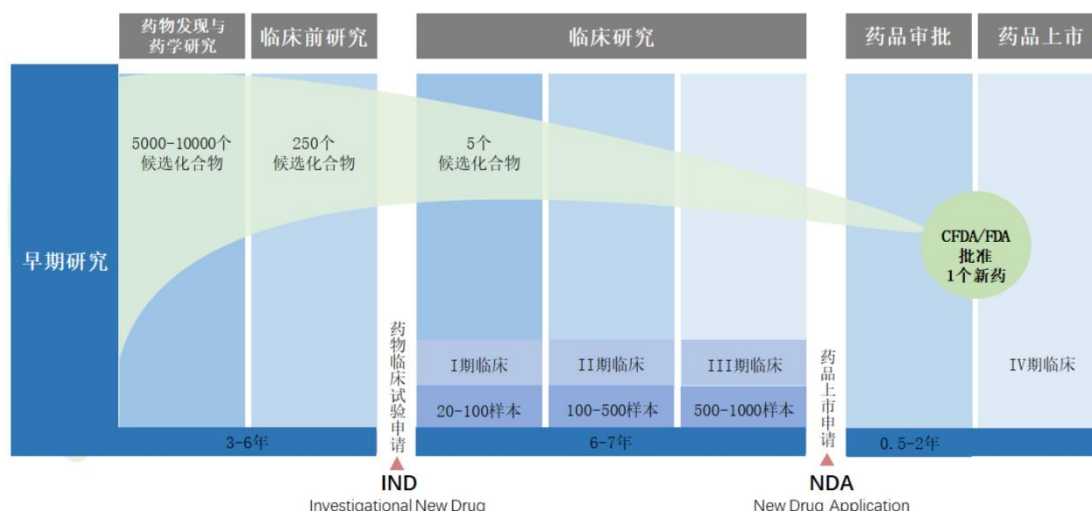 药物发现与
药学研究
临床前研究
临床研究
药品审批
药品上市
5000-10000个
候选化合物
250个
候选化合物
5个
候选化合物
早期研究
CFDA/FDA
批准
1个新药
药物临床试验申请
药品上市申请
I期临床
II期临床
III期临床
IV期临床
20-100样本
100-500样本
500-1000样本
3-6年
6-7年
0.5-2年
IND
Investigational New Drug
NDA
New Drug Application